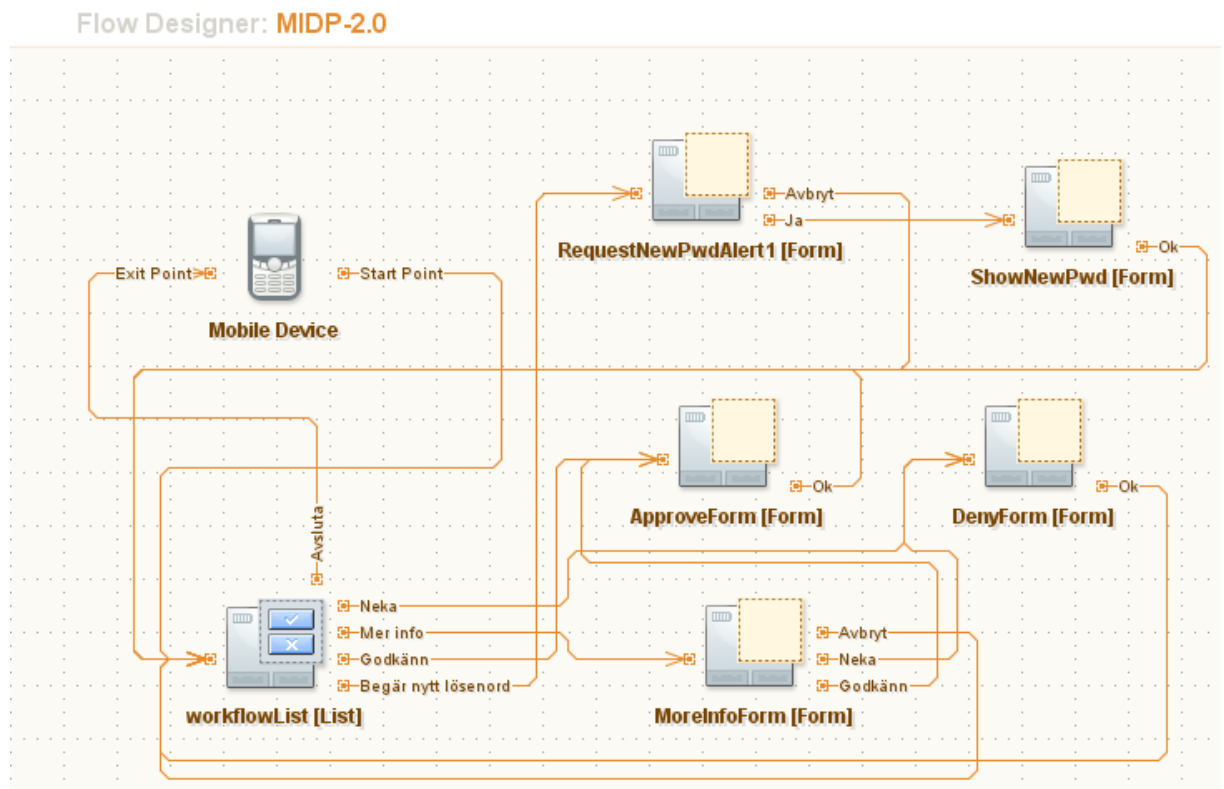 Flow Designer: MIDP-2.0
Avbryt
Ja
RequestNewPwdAlert1 [Form]
Ok
ShowNewPwd [Form]
Exit Point
Start Point
Mobile Device
Ok
ApproveForm [Form]
Ok
DenyForm [Form]
Avsluta
Neka
Mer info
Godkänn
Begär nytt lösenord
workflowList [List]
Avbryt
Neka
Godkänn
MoreInfoForm [Form]